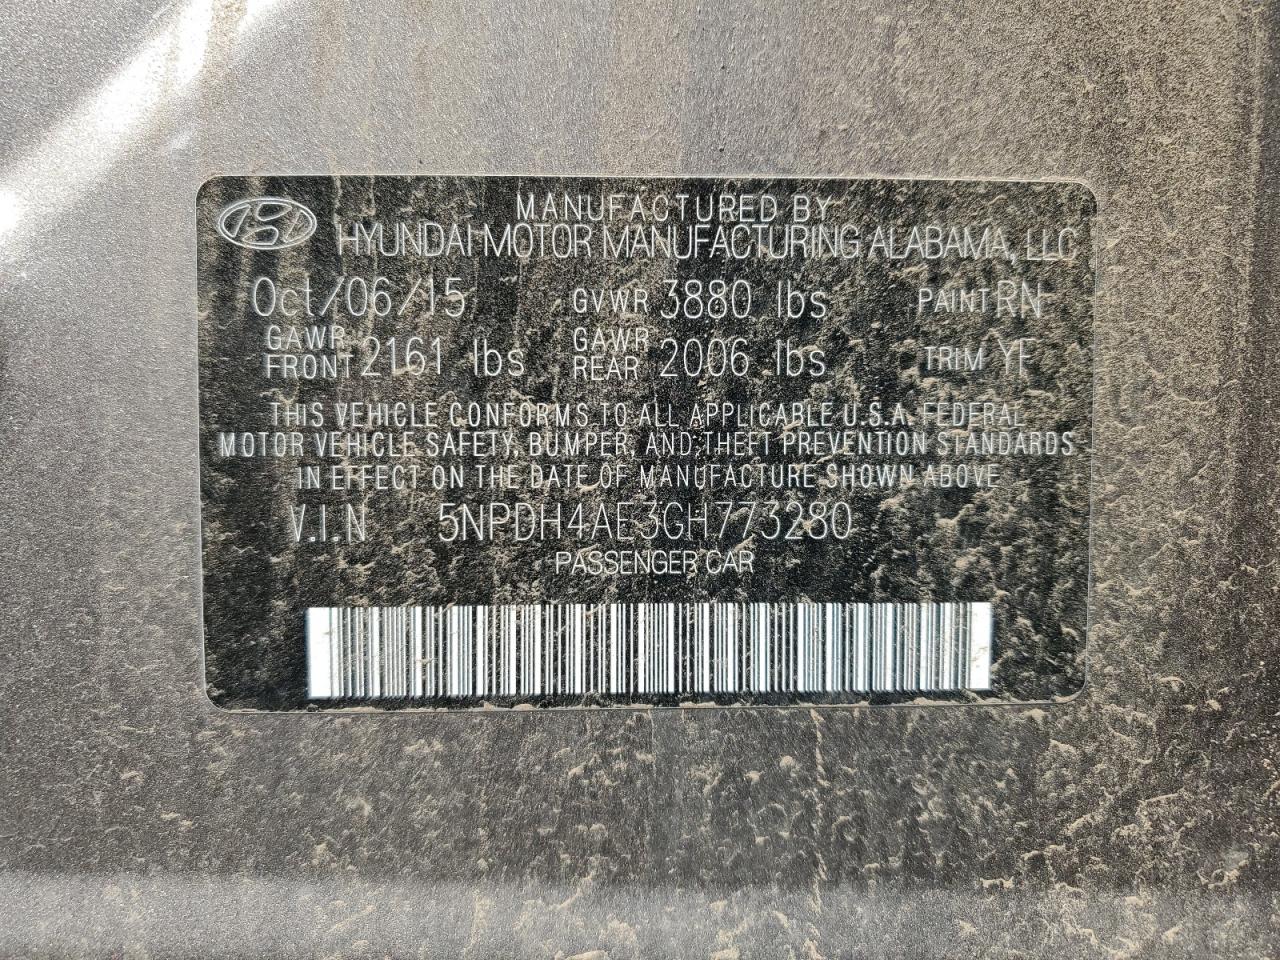 MANUFACTURED BY
HYUNDAI MOTOR MANUFACTURING ALABAMA, LLC
Oct/06/15 GVWR 3880 lbs PAINT RN
GAWR FRONT 2161 lbs GAWR REAR 2006 lbs TRIM YF
THIS VEHICLE CONFORMS TO ALL APPLICABLE U.S.A. FEDERAL
MOTOR VEHICLE SAFETY, BUMPER, AND THEFT PREVENTION STANDARDS
IN EFFECT ON THE DATE OF MANUFACTURE SHOWN ABOVE
V.I.N 5NPDH4AE3GH773280
PASSENGER CAR